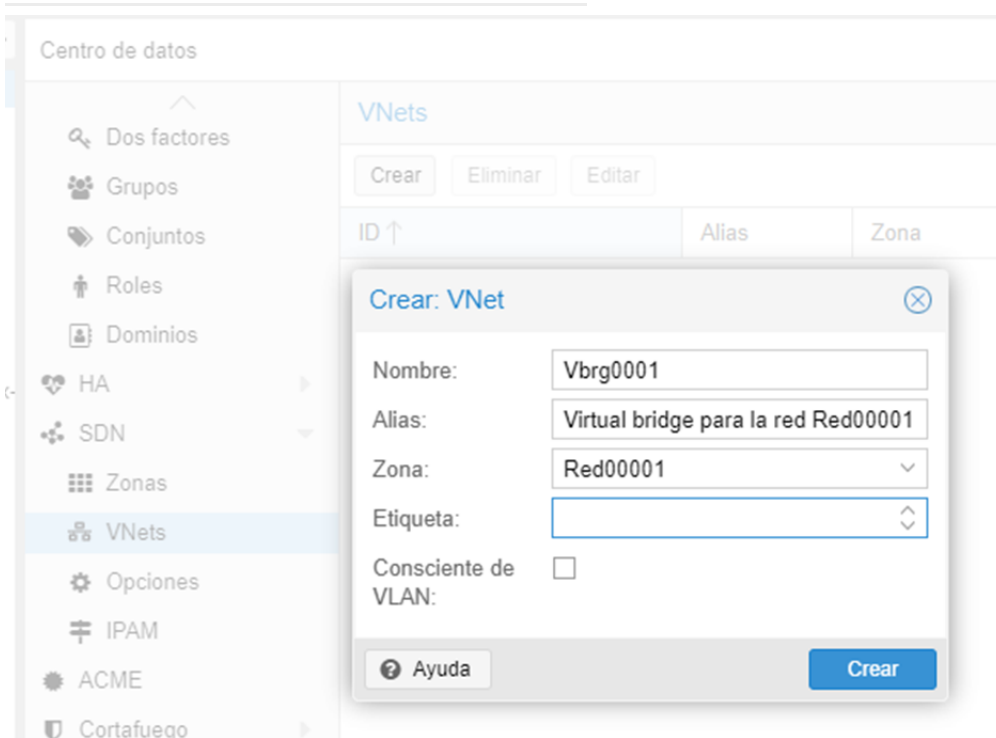 Centro de datos
Dos factores
Grupos
Conjuntos
Roles
Dominios
HA
SDN
Zonas
VNets
Opciones
IPAM
ACME
Cortafuego
VNets
Crear Eliminar Editar
ID Alias Zona
Crear: VNet
Nombre: Vbrg0001
Alias: Virtual bridge para la red Red00001
Zona: Red00001
Etiqueta:
Consciente de
VLAN:
Ayuda Crear